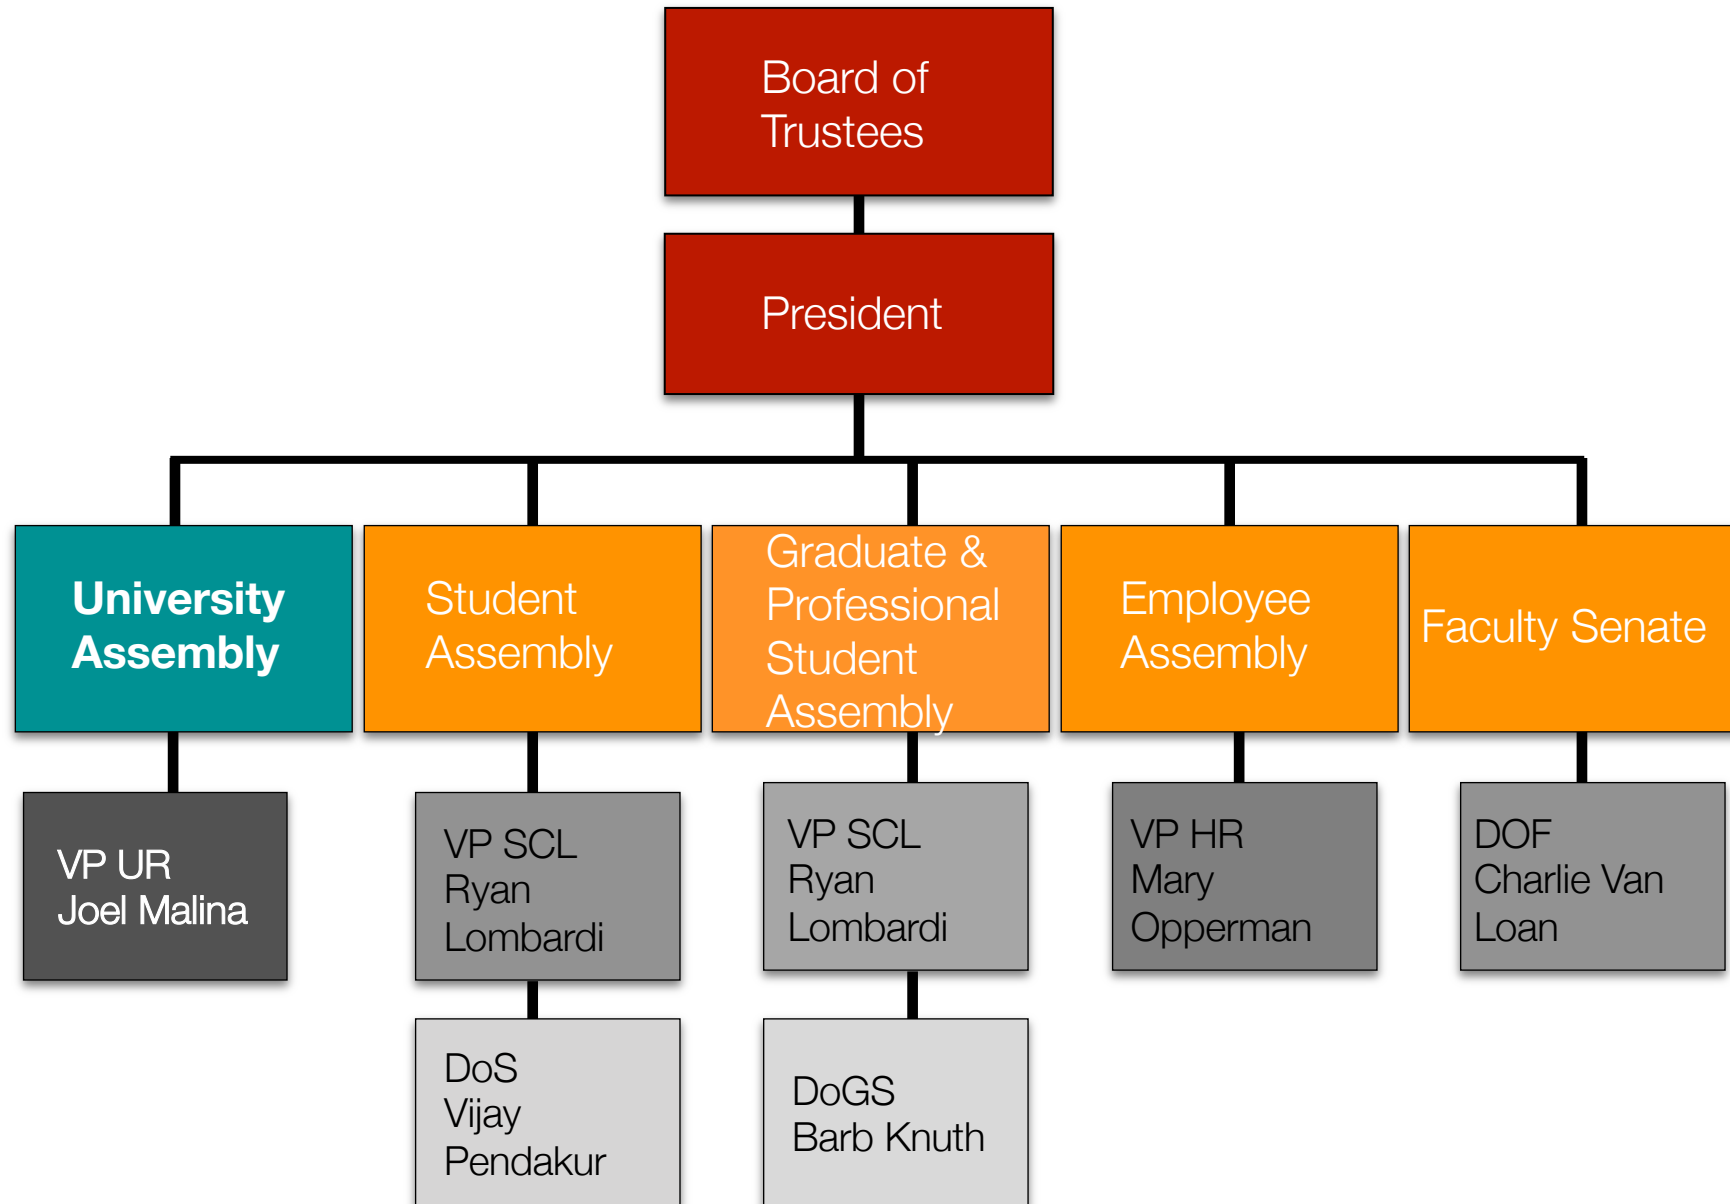 Board of
Trustees
President
University
Assembly
Student
Assembly
Graduate &
Professional
Student
Assembly
Employee
Assembly
Faculty Senate
VP UR
Joel Malina
VP SCL
Ryan
Lombardi
VP SCL
Ryan
Lombardi
VP HR
Mary
Opperman
DOF
Charlie Van
Loan
DoS
Vijay
Pendakur
DoGS
Barb Knuth